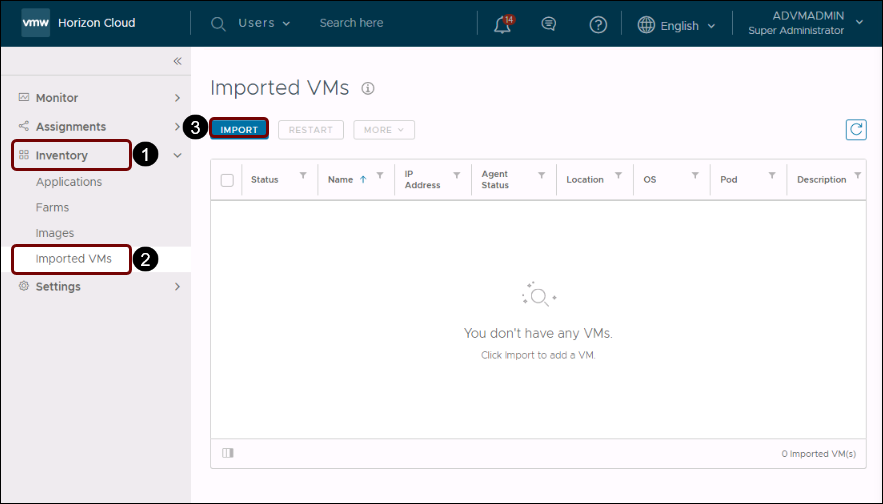 vmw Horizon Cloud Users Search here 14 English ADVMADMIN
Super Administrator
Monitor
Assignments
Inventory 1
Applications
Farms
Images
Imported VMs 2
Settings
Imported VMs
3 IMPORT RESTART MORE
Status Name IP Address Agent Status Location OS Pod Description
You don't have any VMs.
Click Import to add a VM.
0 Imported VM(s)